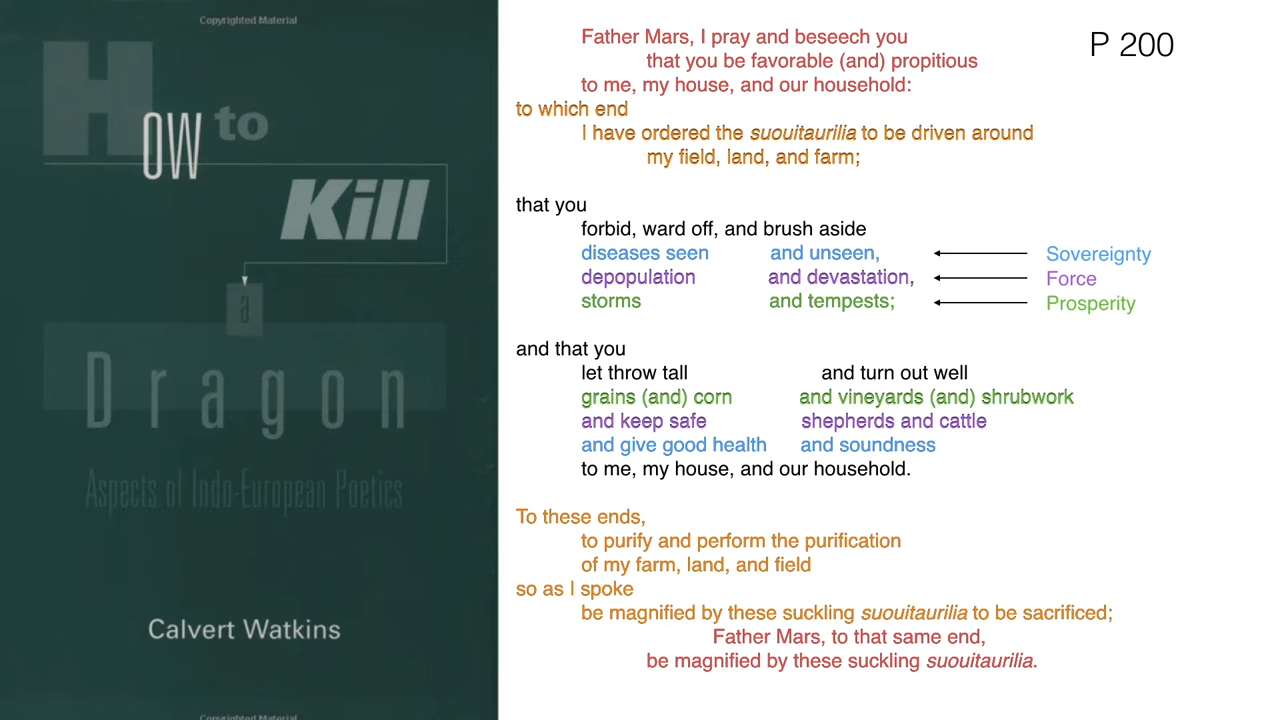 Copyrighted Material
How to
Kill
a
Dragon
Aspects of Indo-European Poetics
Calvert Watkins
Copyrighted Material
P 200
Father Mars, I pray and beseech you
that you be favorable (and) propitious
to me, my house, and our household:
to which end
I have ordered the suouitaurilia to be driven around
my field, land, and farm;
that you
forbid, ward off, and brush aside
diseases seen and unseen, Sovereignty
depopulation and devastation, Force
storms and tempests; Prosperity
and that you
let throw tall and turn out well
grains (and) corn and vineyards (and) shrubwork
and keep safe shepherds and cattle
and give good health and soundness
to me, my house, and our household.
To these ends,
to purify and perform the purification
of my farm, land, and field
so as I spoke
be magnified by these suckling suouitaurilia to be sacrificed;
Father Mars, to that same end,
be magnified by these suckling suouitaurilia.